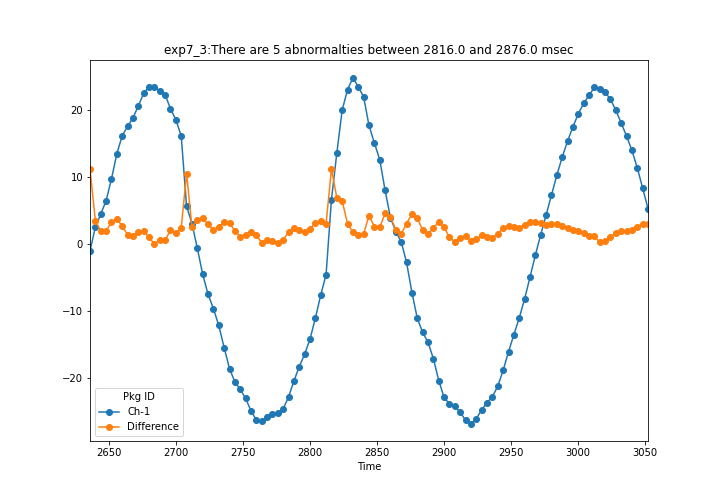 exp7_3:There are 5 abnormalties between 2816.0 and 2876.0 msec
20
10
0
−10
−20
Pkg ID
Ch-1
Difference
2650 2700 2750 2800 2850 2900 2950 3000 3050
Time